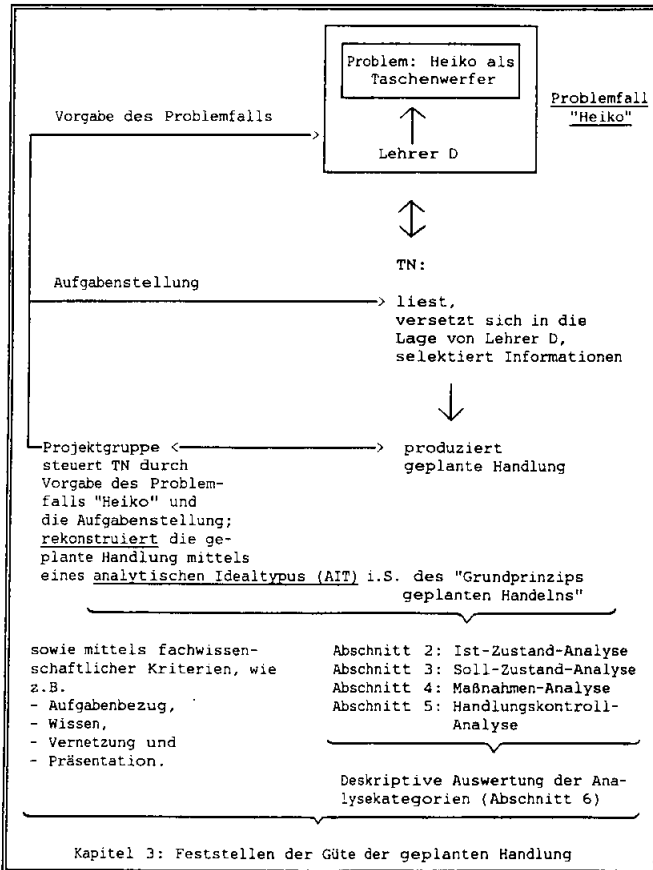 Problem: Heiko als
Taschenwerfer
Problemfall
"Heiko"
Vorgabe des Problemfalls
Lehrer D
TN:
Aufgabenstellung
liest,
versetzt sich in die
Lage von Lehrer D,
selektiert Informationen
Projektgruppe
steuert TN durch
Vorgabe des Problem-
falls "Heiko" und
die Aufgabenstellung;
rekonstruiert die ge-
plante Handlung mittels
eines analytischen Idealtypus (AIT) i.S. des "Grundprinzips
geplanten Handelns"
produziert
geplante Handlung
sowie mittels fachwissen-
schaftlicher Kriterien, wie
z.B.
- Aufgabenbezug,
- Wissen,
- Vernetzung und
- Präsentation.
Abschnitt 2: Ist-Zustand-Analyse
Abschnitt 3: Soll-Zustand-Analyse
Abschnitt 4: Maßnahmen-Analyse
Abschnitt 5: Handlungskontroll-
Analyse
Deskriptive Auswertung der Ana-
lysekategorien (Abschnitt 6)
Kapitel 3: Feststellen der Güte der geplanten Handlung